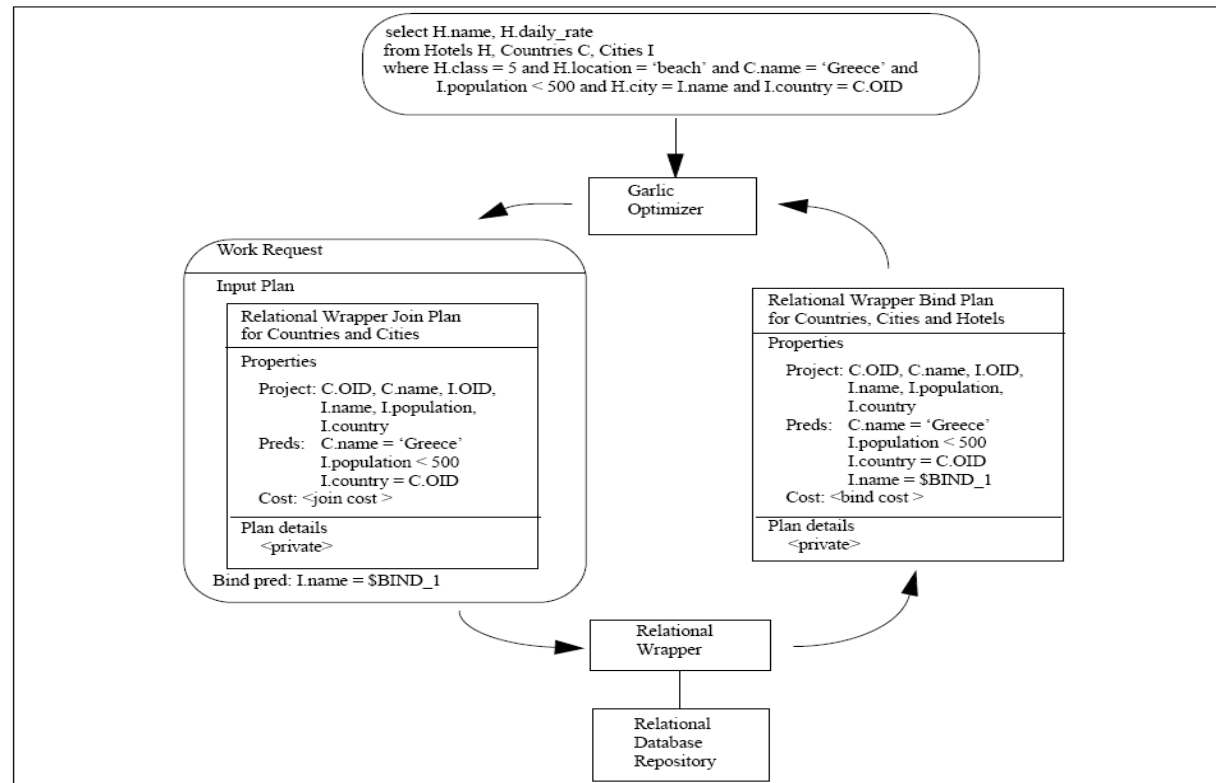 select H.name, H.daily_rate
from Hotels H, Countries C, Cities I
where H.class = 5 and H.location = ‘beach’ and C.name = ‘Greece’ and
I.population < 500 and H.city = I.name and I.country = C.OID
Garlic
Optimizer
Work Request
Input Plan
Relational Wrapper Join Plan
for Countries and Cities
Properties
Project: C.OID, C.name, I.OID,
I.name, I.population,
I.country
Preds: C.name = ‘Greece’
I.population < 500
I.country = C.OID
Cost: <join cost >
Plan details
<private>
Bind pred: I.name = $BIND_1
Relational Wrapper Bind Plan
for Countries, Cities and Hotels
Properties
Project: C.OID, C.name, I.OID,
I.name, I.population,
I.country
Preds: C.name = ‘Greece’
I.population < 500
I.country = C.OID
I.name = $BIND_1
Cost: <bind cost >
Plan details
<private>
Relational
Wrapper
Relational
Database
Repository